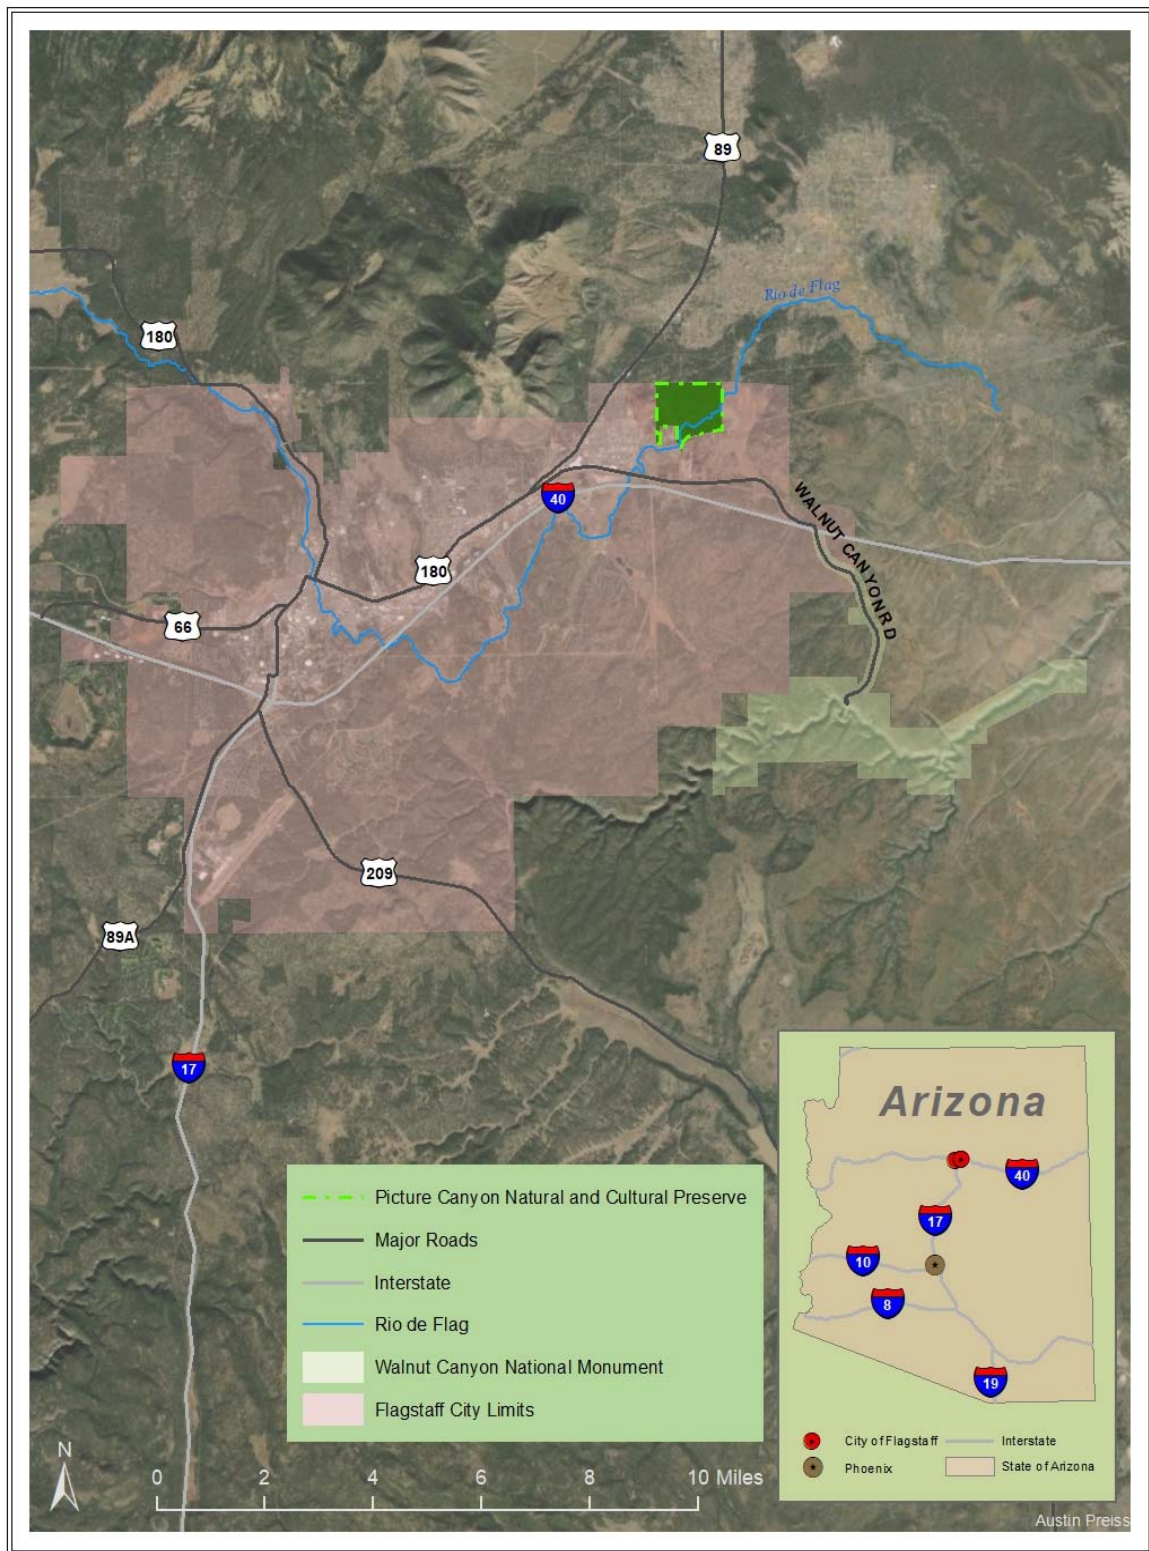 89
Rio de Flag
180
40
WALNUT CANYON RD
180
66
209
89A
17
Arizona
40
17
10
8
19
City of Flagstaff
Interstate
Phoenix
State of Arizona
Picture Canyon Natural and Cultural Preserve
Major Roads
Interstate
Rio de Flag
Walnut Canyon National Monument
Flagstaff City Limits
N
0 2 4 6 8 10 Miles
Austin Preiss